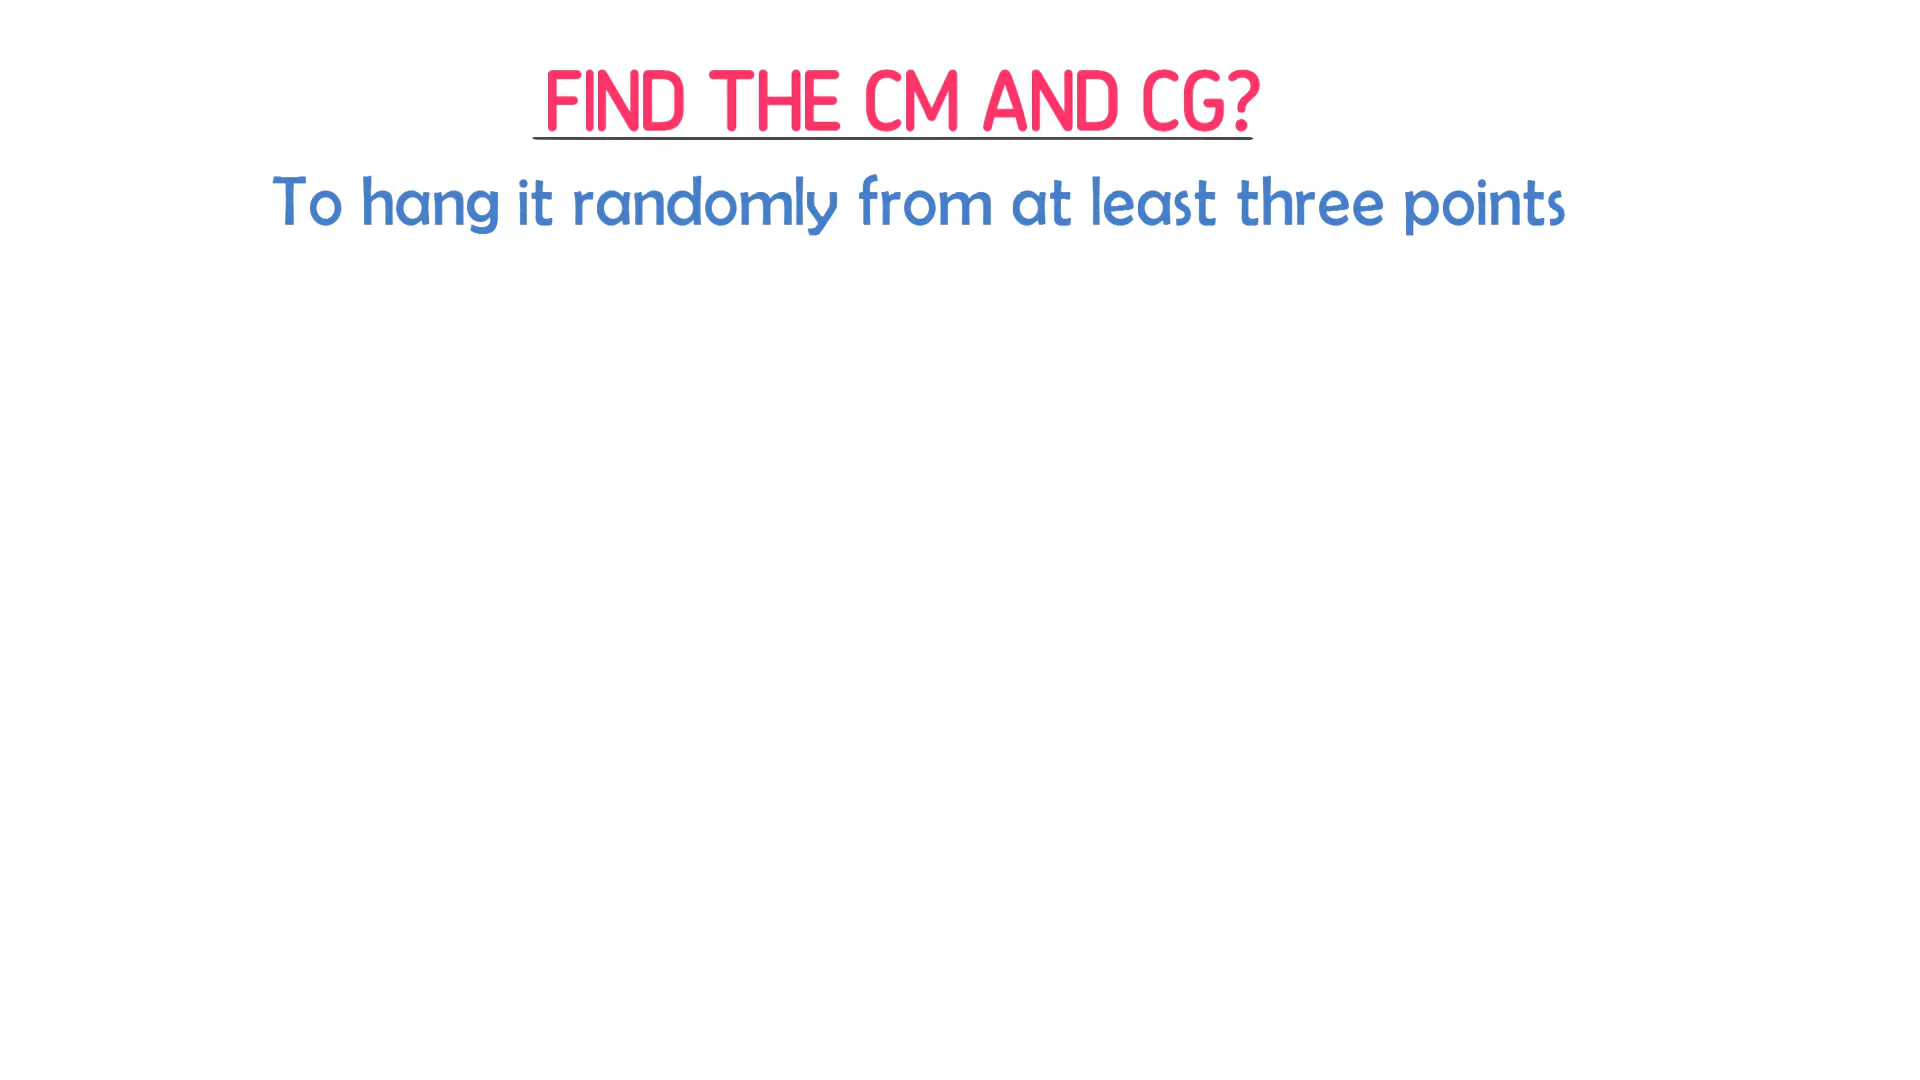 FIND THE CM AND CG?
To hang it randomly from at least three points